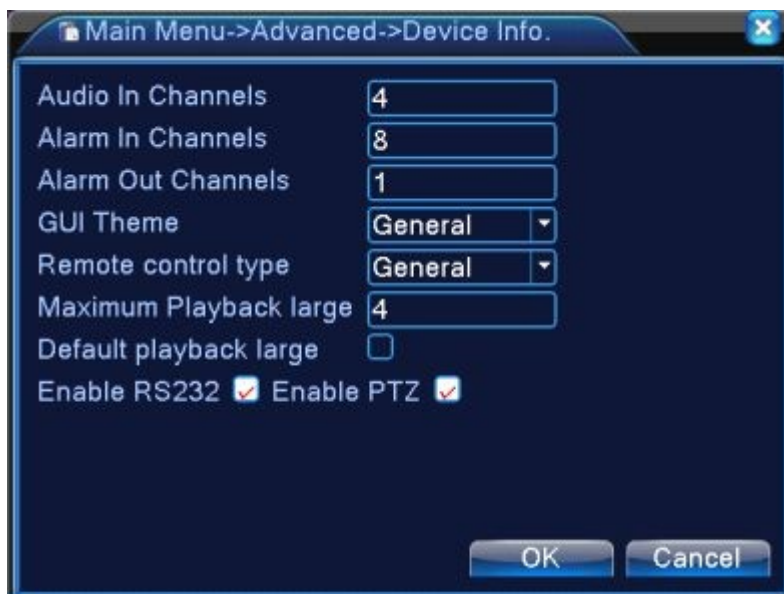 Main Menu->Advanced->Device Info.
Audio In Channels 4
Alarm In Channels 8
Alarm Out Channels 1
GUI Theme General
Remote control type General
Maximum Playback large 4
Default playback large
Enable RS232 Enable PTZ
OK Cancel